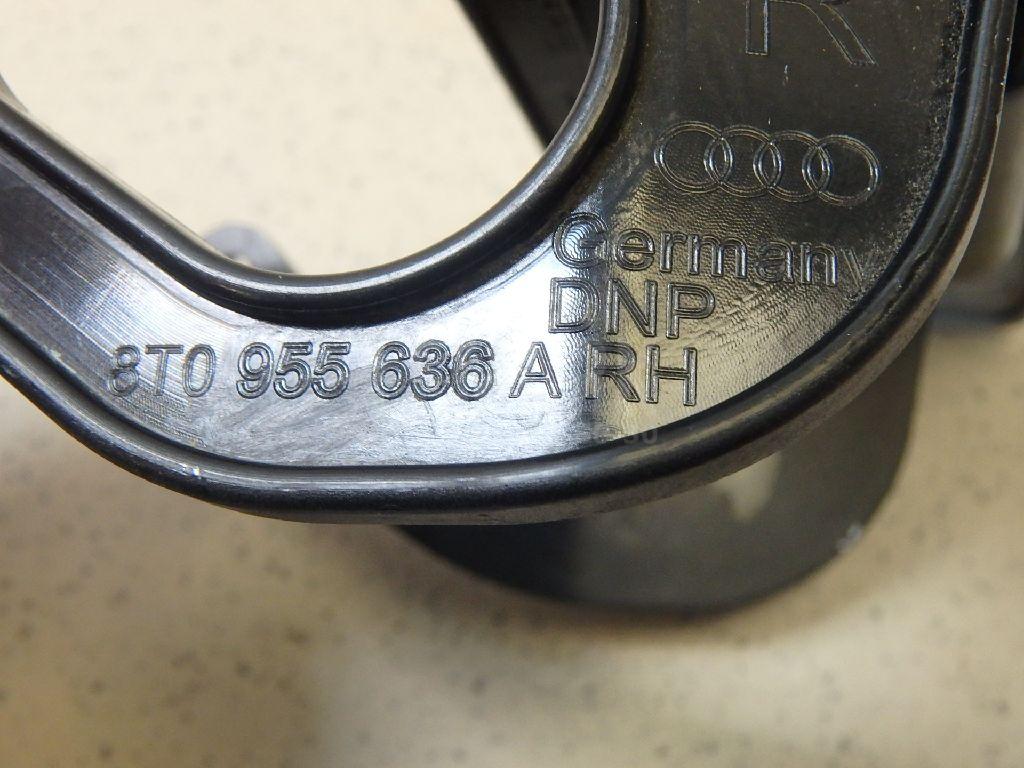 R
Germany
DNP
8T0 955 636 A RH